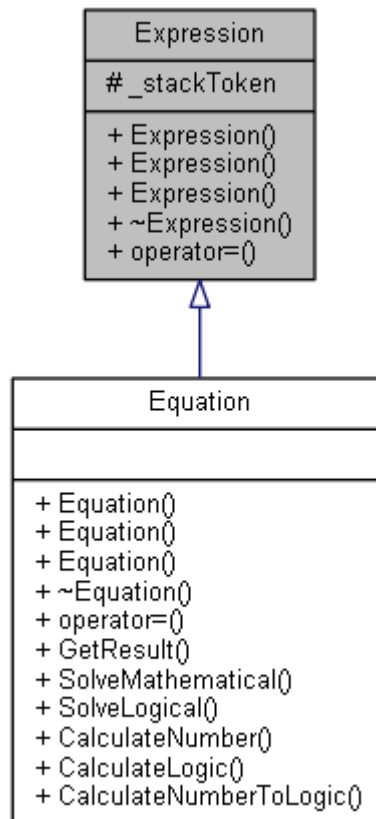 Expression
# _stackToken
+ Expression()
+ Expression()
+ Expression()
+ ~Expression()
+ operator=()
Equation
+ Equation()
+ Equation()
+ Equation()
+ ~Equation()
+ operator=()
+ GetResult()
+ SolveMathematical()
+ SolveLogical()
+ CalculateNumber()
+ CalculateLogic()
+ CalculateNumberToLogic()